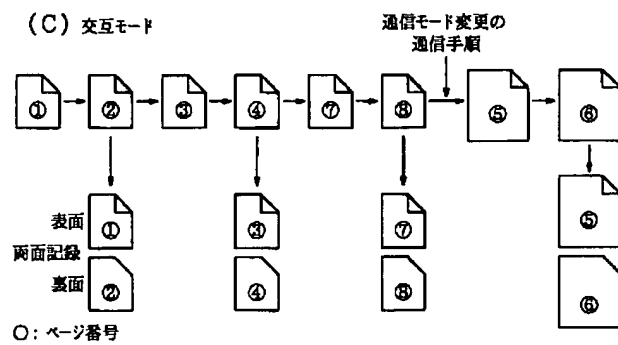 (C) 交互モード
通信モード変更の
通信手順
① ② ③ ④ ⑦ ⑧ ⑤ ⑥
表面 ① ③ ⑦ ⑤
両面記録
裏面 ② ④ ⑧ ⑥
○: ページ番号